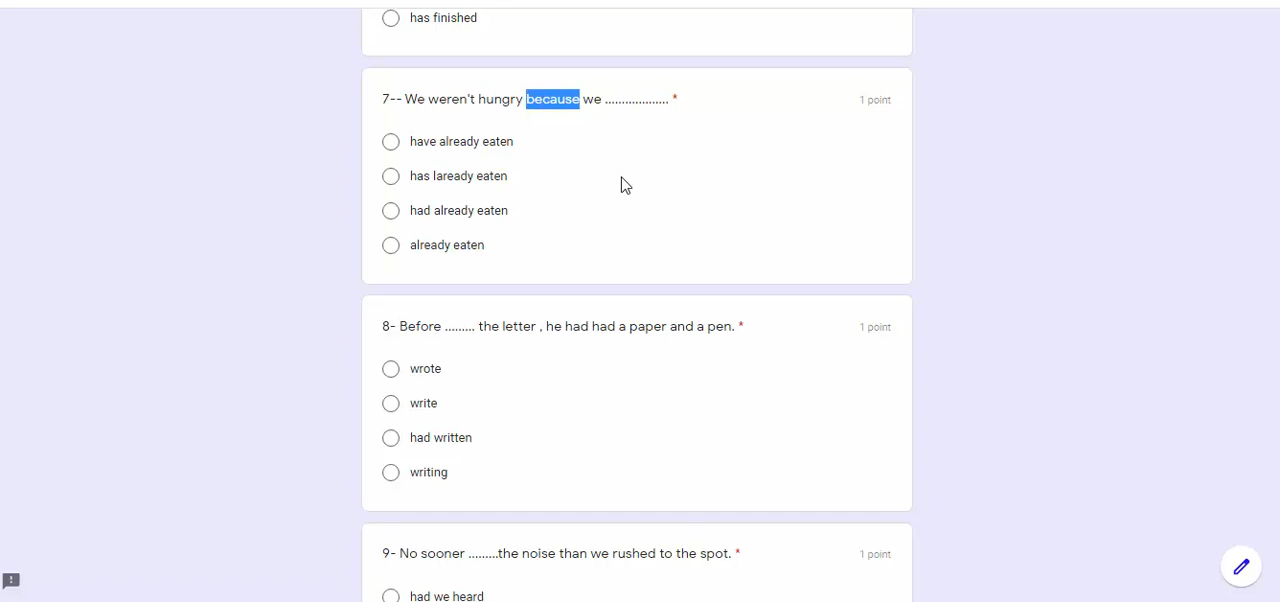 has finished
7-- We weren't hungry because we .................. *
1 point
have already eaten
has laready eaten
had already eaten
already eaten
8- Before ......... the letter , he had had a paper and a pen. *
1 point
wrote
write
had written
writing
9- No sooner .........the noise than we rushed to the spot. *
1 point
had we heard